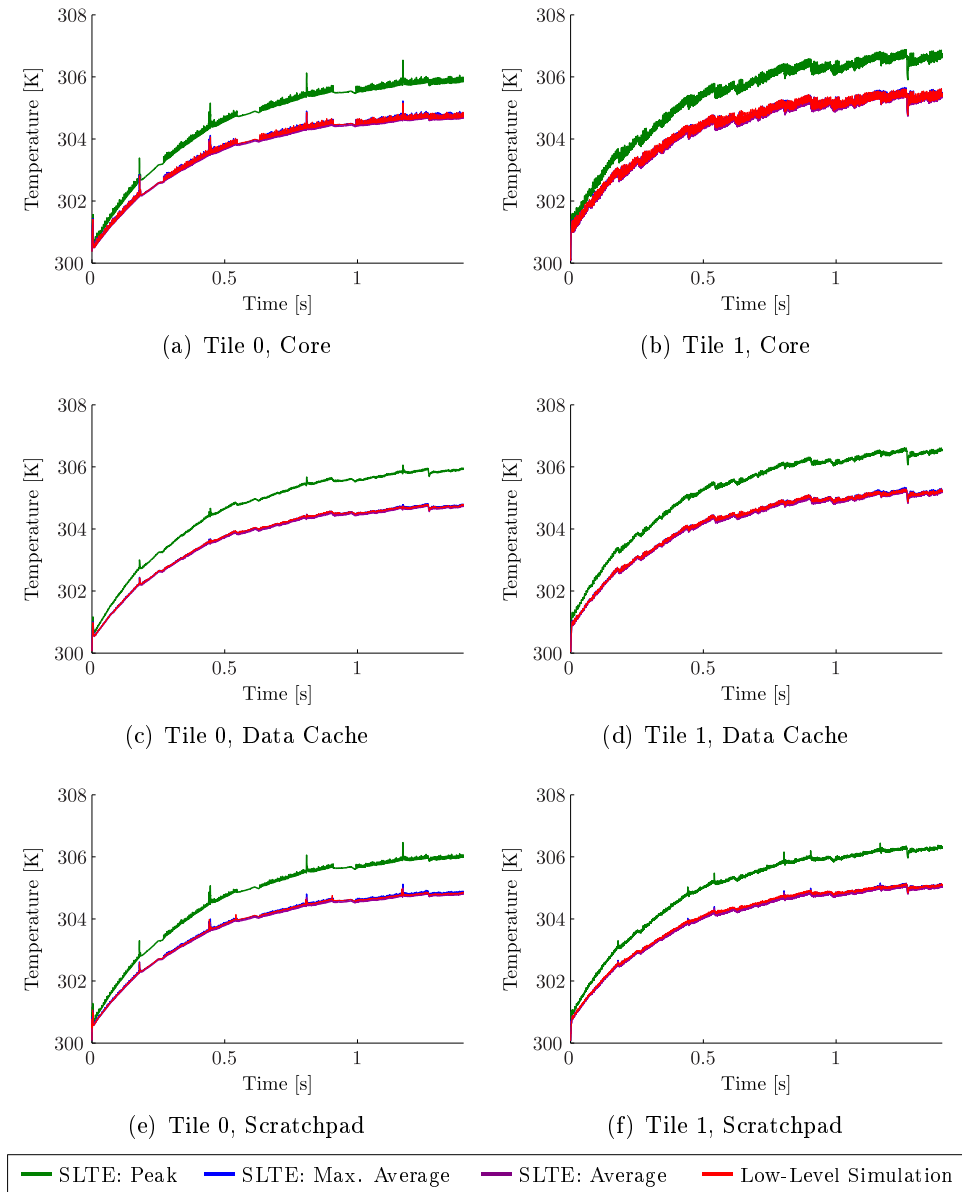 308
306
304
302
300
Temperature [K]
0
0.5
1
Time [s]
(a) Tile 0, Core
308
306
304
302
300
Temperature [K]
0
0.5
1
Time [s]
(b) Tile 1, Core
308
306
304
302
300
Temperature [K]
0
0.5
1
Time [s]
(c) Tile 0, Data Cache
308
306
304
302
300
Temperature [K]
0
0.5
1
Time [s]
(d) Tile 1, Data Cache
308
306
304
302
300
Temperature [K]
0
0.5
1
Time [s]
(e) Tile 0, Scratchpad
308
306
304
302
300
Temperature [K]
0
0.5
1
Time [s]
(f) Tile 1, Scratchpad
SLTE: Peak
SLTE: Max. Average
SLTE: Average
Low-Level Simulation